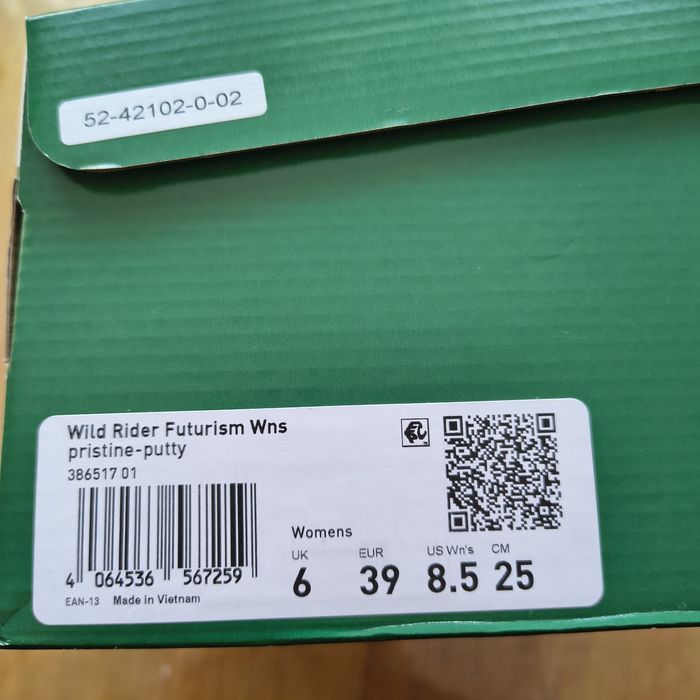 52-42102-0-02
Wild Rider Futurism Wns
pristine-putty
386517 01
4 064536 567259
EAN-13 Made in Vietnam
Womens
UK EUR US Wn's CM
6 39 8.5 25